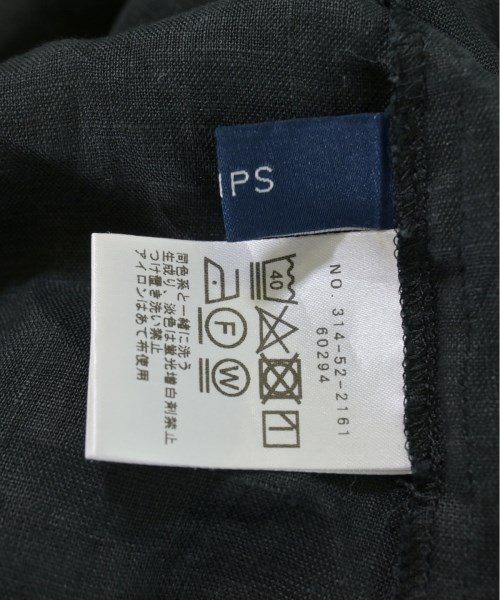 IPS
NO. 314-52-2161
60294
40
F
W
同色系と一緒に洗う
生成り、淡色は蛍光増白剤禁止
つけ置き洗い禁止
アイロンはあて布使用